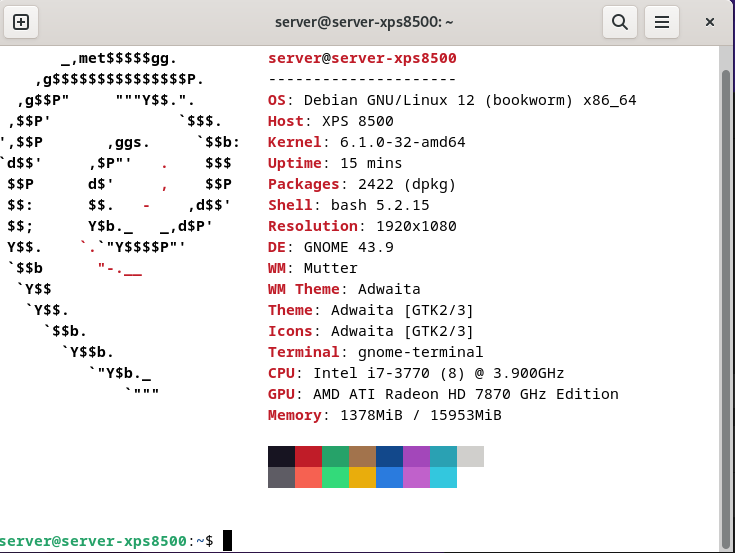 server@server-xps8500: ~
server@server-xps8500
---------------------
OS: Debian GNU/Linux 12 (bookworm) x86_64
Host: XPS 8500
Kernel: 6.1.0-32-amd64
Uptime: 15 mins
Packages: 2422 (dpkg)
Shell: bash 5.2.15
Resolution: 1920x1080
DE: GNOME 43.9
WM: Mutter
WM Theme: Adwaita
Theme: Adwaita [GTK2/3]
Icons: Adwaita [GTK2/3]
Terminal: gnome-terminal
CPU: Intel i7-3770 (8) @ 3.900GHz
GPU: AMD ATI Radeon HD 7870 GHz Edition
Memory: 1378MiB / 15953MiB
server@server-xps8500:~$